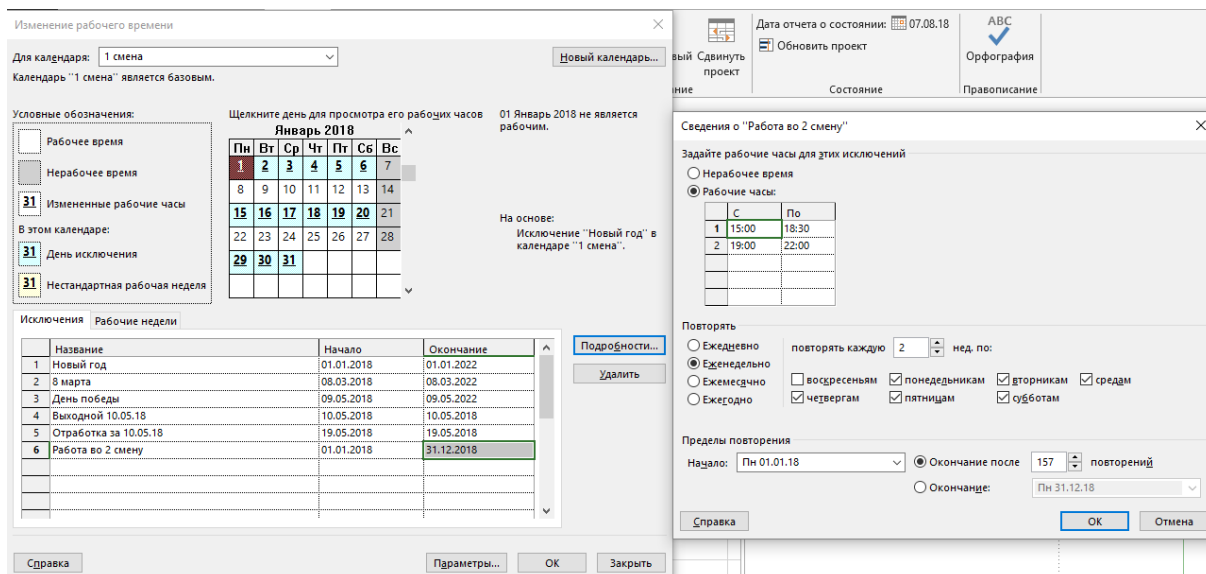 Изменение рабочего времени
Для календаря: 1 смена
Новый календарь...
Календарь "1 смена" является базовым.
Условные обозначения:
Рабочее время
Нерабочее время
31 Измененные рабочие часы
В этом календаре:
31 День исключения
31 Нестандартная рабочая неделя
Щелкните день для просмотра его рабочих часов
Январь 2018
Пн Вт Ср Чт Пт Сб Вс
1 2 3 4 5 6 7
8 9 10 11 12 13 14
15 16 17 18 19 20 21
22 23 24 25 26 27 28
29 30 31
01 Январь 2018 не является
рабочим.
На основе:
Исключение "Новый год" в
календаре "1 смена".
Исключения Рабочие недели
Название Начало Окончание
1 Новый год 01.01.2018 01.01.2022
2 8 марта 08.03.2018 08.03.2022
3 День победы 09.05.2018 09.05.2022
4 Выходной 10.05.18 10.05.2018 10.05.2018
5 Отработка за 10.05.18 19.05.2018 19.05.2018
6 Работа во 2 смену 01.01.2018 31.12.2018
Подробности...
Удалить
Справка
Параметры... ОК Закрыть
вый Сдвинуть
проект
ние
Дата отчета о состоянии: 07.08.18
Обновить проект
Состояние
ABC
Орфография
Правописание
Сведения о "Работа во 2 смену"
Задайте рабочие часы для этих исключений
Нерабочее время
Рабочие часы:
С По
1 15:00 18:30
2 19:00 22:00
Повторять
Ежедневно
Еженедельно
Ежемесячно
Ежегодно
повторять каждую 2 нед. по:
воскресеньям понедельникам вторникам средам
четвергам пятницам субботам
Пределы повторения
Начало: Пн 01.01.18
Окончание после 157 повторений
Окончание: Пн 31.12.18
Справка
ОК Отмена